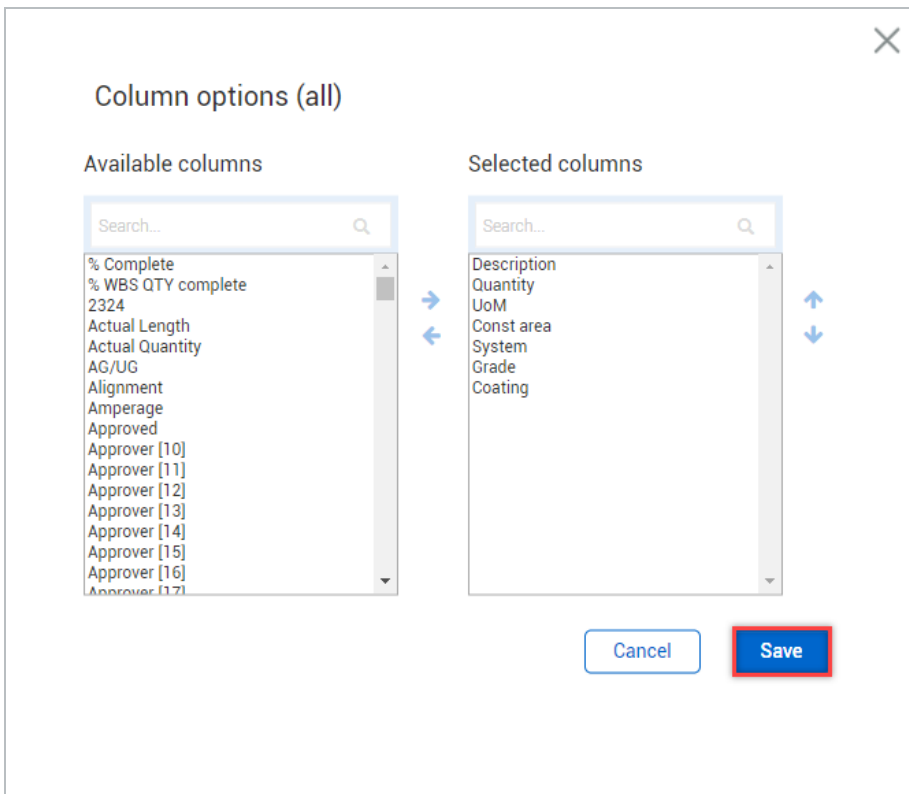 Column options (all)
Available columns
Search...
% Complete
% WBS QTY complete
2324
Actual Length
Actual Quantity
AG/UG
Alignment
Amperage
Approved
Approver [10]
Approver [11]
Approver [12]
Approver [13]
Approver [14]
Approver [15]
Approver [16]
Approver [17]
Selected columns
Search...
Description
Quantity
UoM
Const area
System
Grade
Coating
Cancel
Save